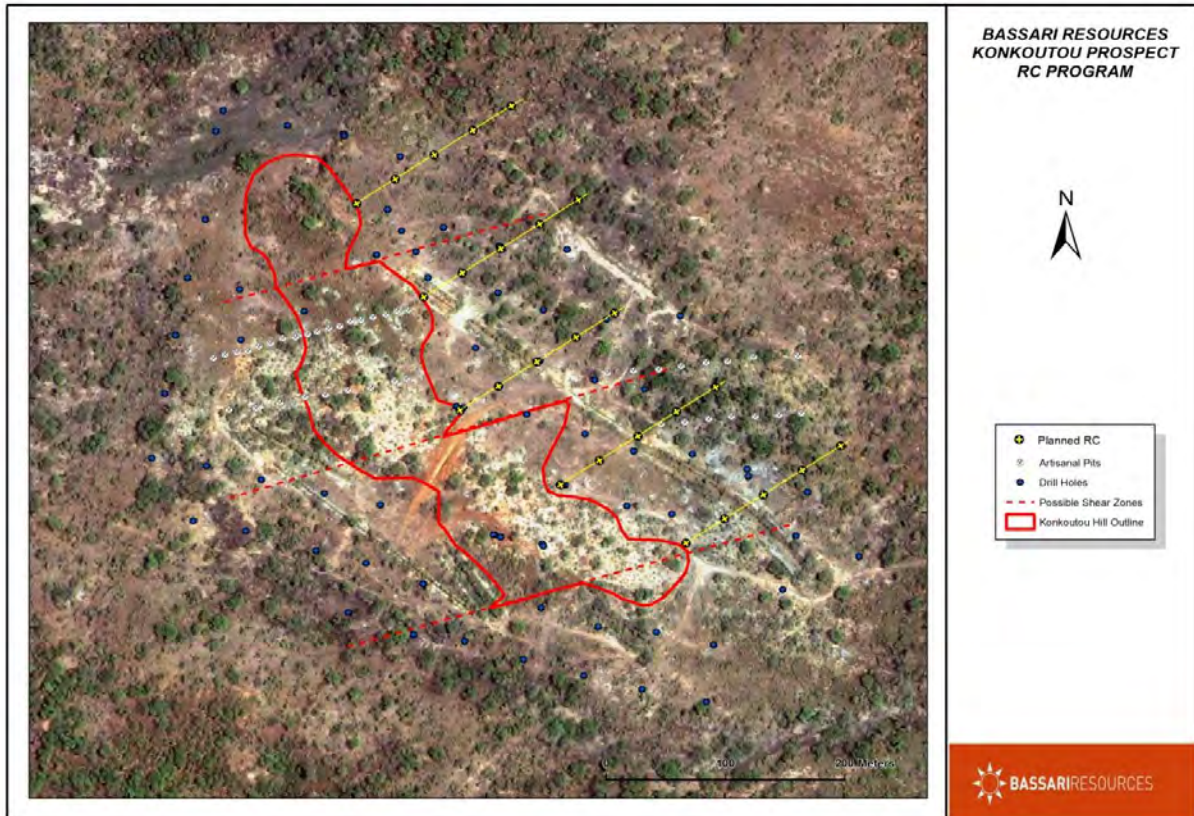 BASSARI RESOURCES
KONKOUTOU PROSPECT
RC PROGRAM
N
Planned RC
Artisanal Pits
Drill Holes
Possible Shear Zones
Konkoutou Hill Outline
0 100 200 Meters
BASSARIRESOURCES